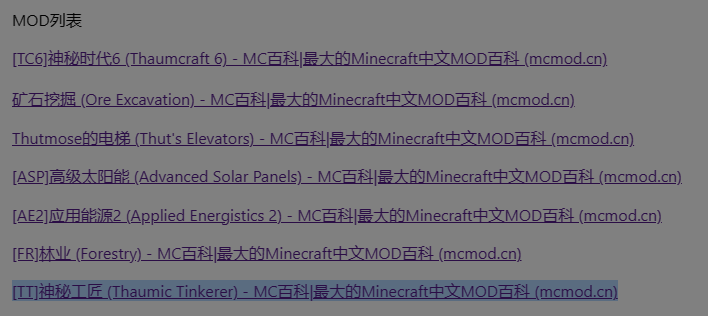 MOD列表
[TC6]神秘时代6 (Thaumcraft 6) - MC百科|最大的Minecraft中文MOD百科 (mcmod.cn)
矿石挖掘 (Ore Excavation) - MC百科|最大的Minecraft中文MOD百科 (mcmod.cn)
Thutmose的电梯 (Thut's Elevators) - MC百科|最大的Minecraft中文MOD百科 (mcmod.cn)
[ASP]高级太阳能 (Advanced Solar Panels) - MC百科|最大的Minecraft中文MOD百科 (mcmod.cn)
[AE2]应用能源2 (Applied Energistics 2) - MC百科|最大的Minecraft中文MOD百科 (mcmod.cn)
[FR]林业 (Forestry) - MC百科|最大的Minecraft中文MOD百科 (mcmod.cn)
[TT]神秘工匠 (Thaumic Tinkerer) - MC百科|最大的Minecraft中文MOD百科 (mcmod.cn)